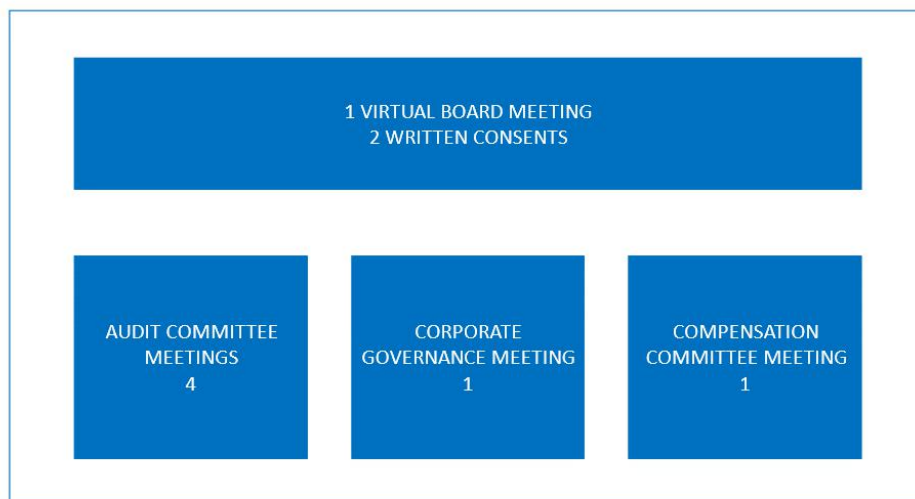 1 VIRTUAL BOARD MEETING
2 WRITTEN CONSENTS
AUDIT COMMITTEE
MEETINGS
4
CORPORATE
GOVERNANCE MEETING
1
COMPENSATION
COMMITTEE MEETING
1